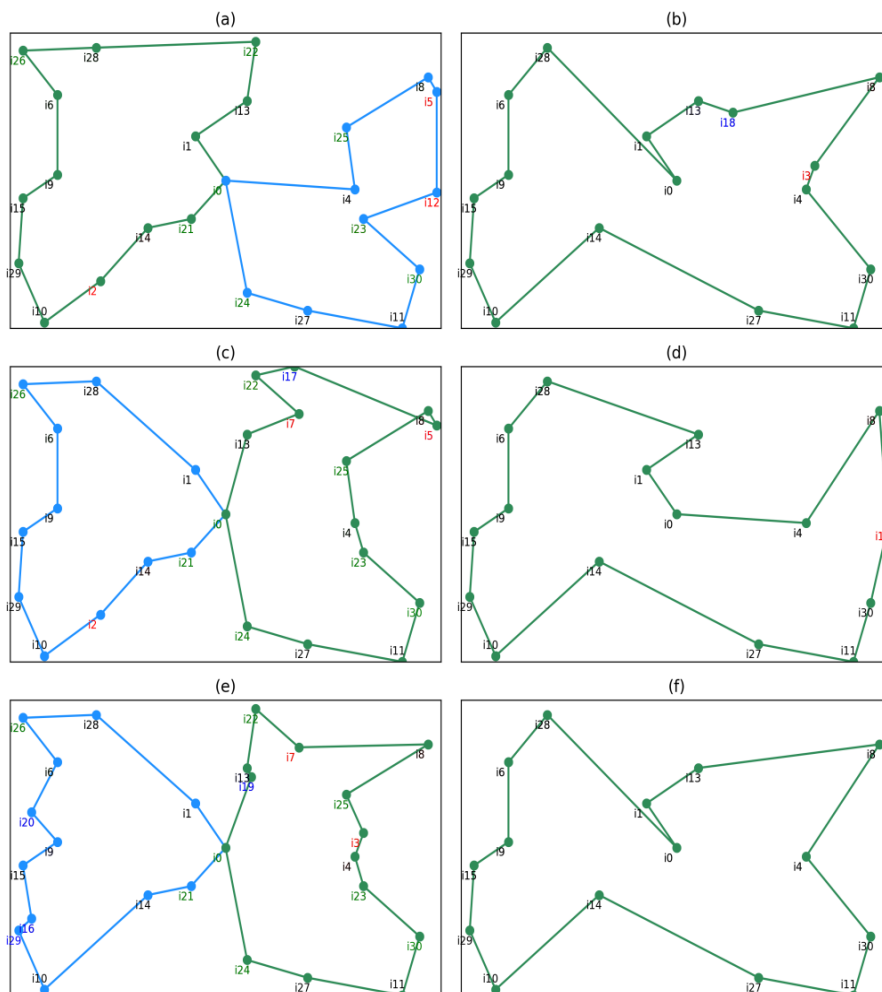 (a)
i26
i28
i22
i6
i13
i8
i5
i25
i1
i9
i0
i4
i12
i15
i14
i21
i23
i29
i2
i24
i30
i10
i27
i11
(b)
i28
i8
i6
i13
i18
i1
i3
i9
i0
i4
i15
i14
i29
i30
i10
i27
i11
(c)
i26
i28
i22
i17
i7
i8
i5
i6
i13
i25
i1
i9
i0
i4
i15
i14
i21
i23
i29
i2
i24
i30
i10
i27
i11
(d)
i28
i8
i6
i13
i1
i9
i0
i4
i1
i15
i14
i29
i30
i10
i27
i11
(e)
i26
i28
i22
i7
i8
i6
i13
i19
i20
i25
i1
i9
i0
i3
i4
i15
i14
i21
i23
i16
i29
i24
i30
i10
i27
i11
(f)
i28
i8
i6
i13
i1
i9
i0
i4
i15
i14
i29
i30
i10
i27
i11